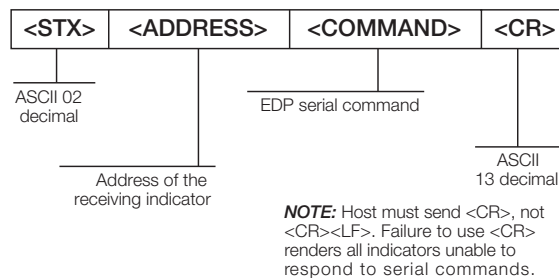 <STX> <ADDRESS> <COMMAND> <CR>
ASCII 02
decimal
EDP serial command
Address of the
receiving indicator
ASCII
13 decimal
NOTE: Host must send <CR>, not
<CR><LF>. Failure to use <CR>
renders all indicators unable to
respond to serial commands.